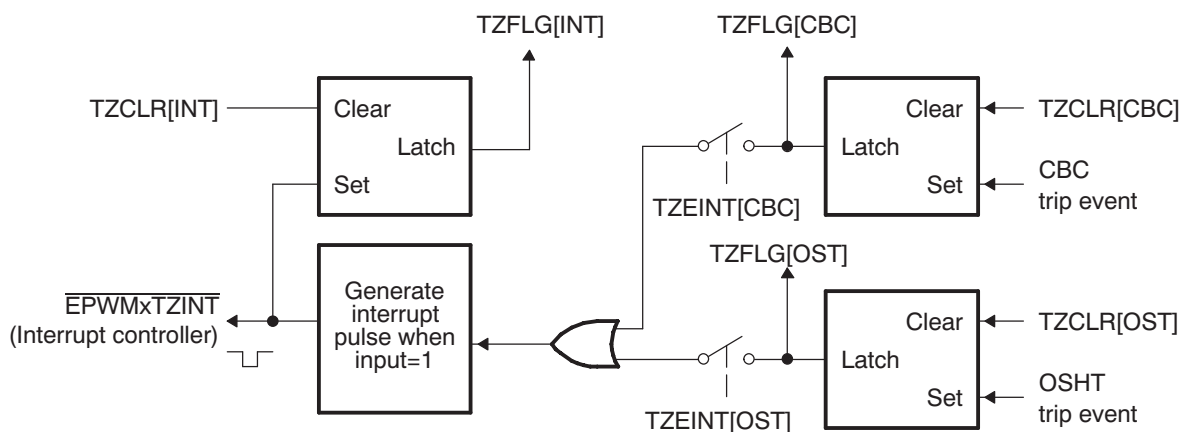 TZFLG[INT]
TZFLG[CBC]
TZCLR[INT]
Clear
Latch
Set
Clear
TZCLR[CBC]
Latch
Set
CBC
trip event
TZEINT[CBC]
TZFLG[OST]
EPWMxTZINT
(Interrupt controller)
Generate
interrupt
pulse when
input=1
Clear
TZCLR[OST]
Latch
Set
OSHT
trip event
TZEINT[OST]